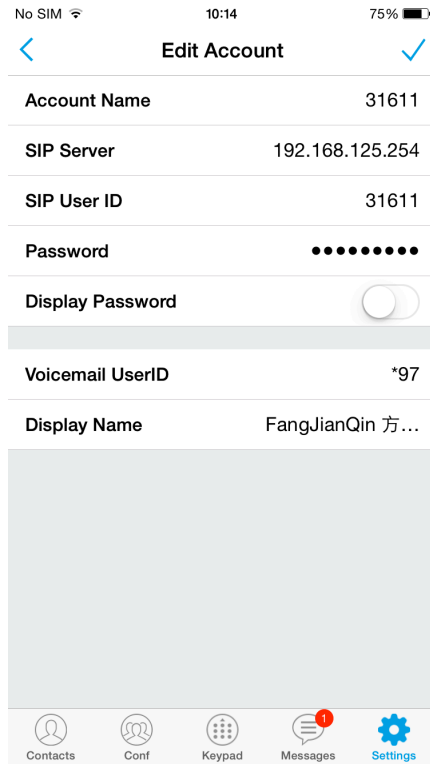 No SIM 10:14 75%
Edit Account
Account Name 31611
SIP Server 192.168.125.254
SIP User ID 31611
Password •••••••••
Display Password
Voicemail UserID *97
Display Name FangJianQin 方...
1
Contacts Conf Keypad Messages Settings